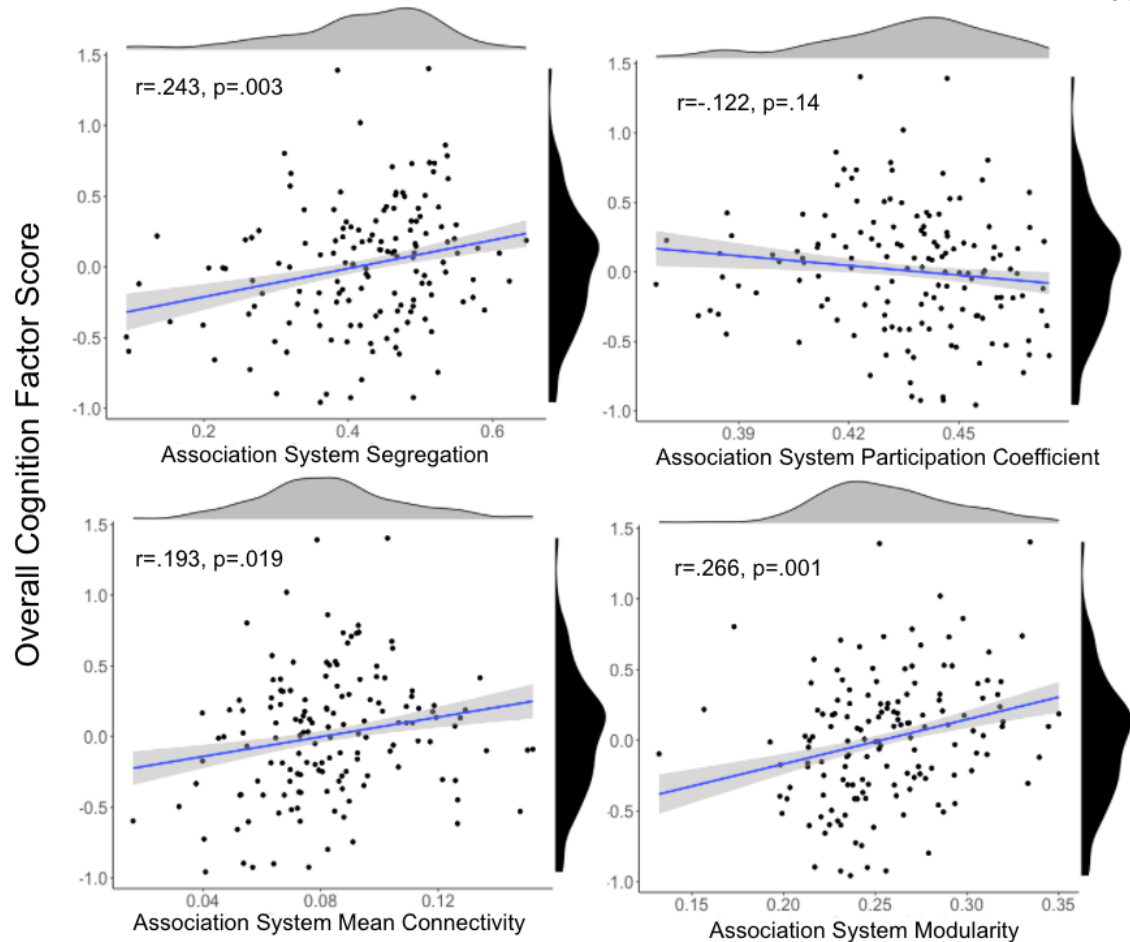 Overall Cognition Factor Score
r=.243, p=.003
1.5
1.0
0.5
0.0
-0.5
-1.0
0.2 0.4 0.6
Association System Segregation
r=-.122, p=.14
1.5
1.0
0.5
0.0
-0.5
-1.0
0.39 0.42 0.45
Association System Participation Coefficient
r=.193, p=.019
1.5
1.0
0.5
0.0
-0.5
-1.0
0.04 0.08 0.12
Association System Mean Connectivity
r=.266, p=.001
1.5
1.0
0.5
0.0
-0.5
-1.0
0.15 0.20 0.25 0.30 0.35
Association System Modularity